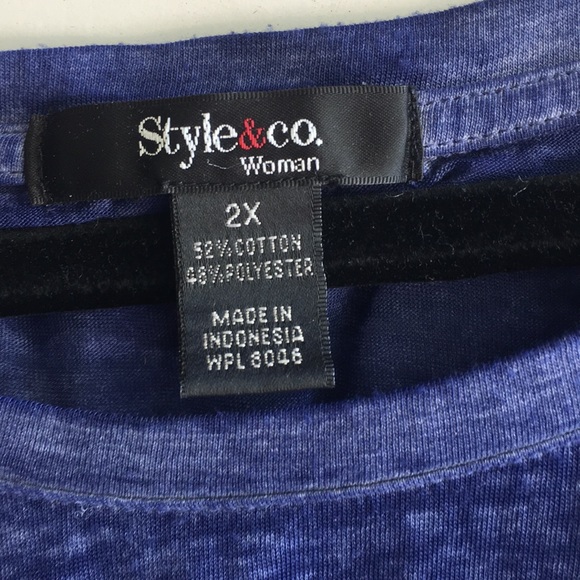 Style&co.
Woman
2X
52% COTTON
48% POLYESTER
MADE IN
INDONESIA
WPL 8046